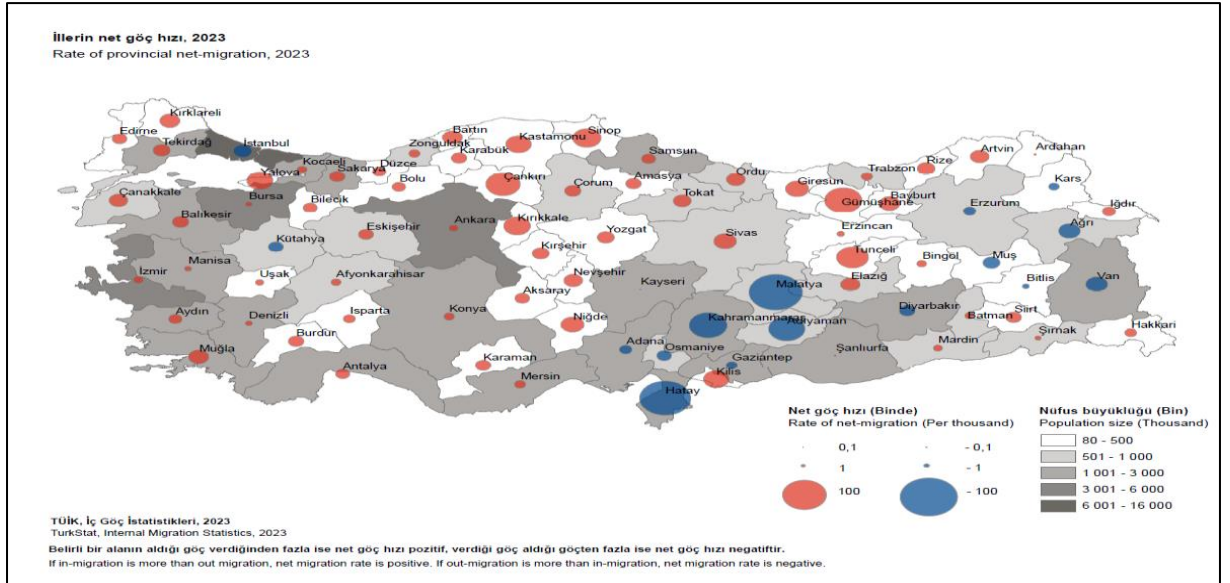 İllerin net göç hızı, 2023
Rate of provincial net-migration, 2023
Kırklareli
Edirne
Tekirdağ
İstanbul
Kocaeli
Yalova
Sakarya
Düzce
Zonguldak
Bartın
Karabük
Kastamonu
Sinop
Samsun
Ordu
Giresun
Trabzon
Rize
Artvin
Ardahan
Kars
Çanakkale
Balıkesir
Bursa
Bilecik
Bolu
Çankırı
Çorum
Amasya
Tokat
Gümüşhane
Bayburt
Erzurum
Iğdır
Ağrı
Kütahya
Eskişehir
Ankara
Kırıkkale
Kırşehir
Yozgat
Sivas
Erzincan
Tunceli
Bingöl
Muş
Bitlis
Van
İzmir
Manisa
Uşak
Afyonkarahisar
Nevşehir
Aksaray
Kayseri
Malatya
Elazığ
Diyarbakır
Batman
Siirt
Şırnak
Hakkari
Aydın
Denizli
Isparta
Burdur
Konya
Niğde
Kahramanmaraş
Adıyaman
Mardin
Muğla
Antalya
Karaman
Mersin
Adana
Osmaniye
Gaziantep
Şanlıurfa
Kilis
Hatay
Net göç hızı (Binde)
Rate of net-migration (Per thousand)
0,1 - 0,1
1 - 1
100 - 100
Nüfus büyüklüğü (Bin)
Population size (Thousand)
80 - 500
501 - 1 000
1 001 - 3 000
3 001 - 6 000
6 001 - 16 000
TÜİK, İç Göç İstatistikleri, 2023
TurkStat, Internal Migration Statistics, 2023
Belirli bir alanın aldığı göç verdiğinden fazla ise net göç hızı pozitif, verdiği göç aldığı göçten fazla ise net göç hızı negatiftir.
If in-migration is more than out migration, net migration rate is positive. If out-migration is more than in-migration, net migration rate is negative.